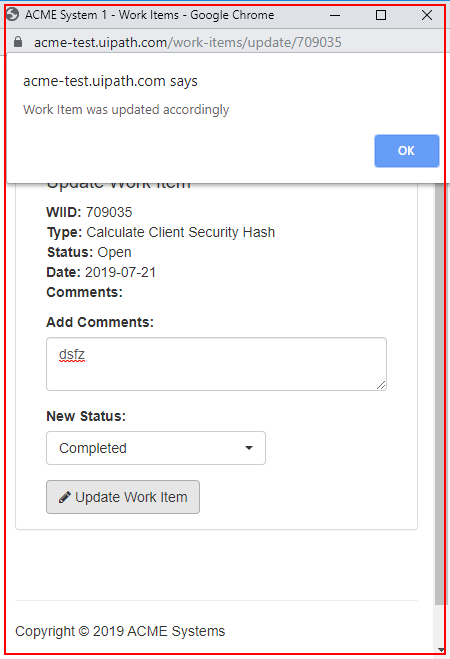 ACME System 1 - Work Items - Google Chrome
acme-test.uipath.com/work-items/update/709035
acme-test.uipath.com says
Work Item was updated accordingly
OK
Update Work Item
WIID: 709035
Type: Calculate Client Security Hash
Status: Open
Date: 2019-07-21
Comments:
Add Comments:
dsfz
New Status:
Completed
Update Work Item
Copyright © 2019 ACME Systems